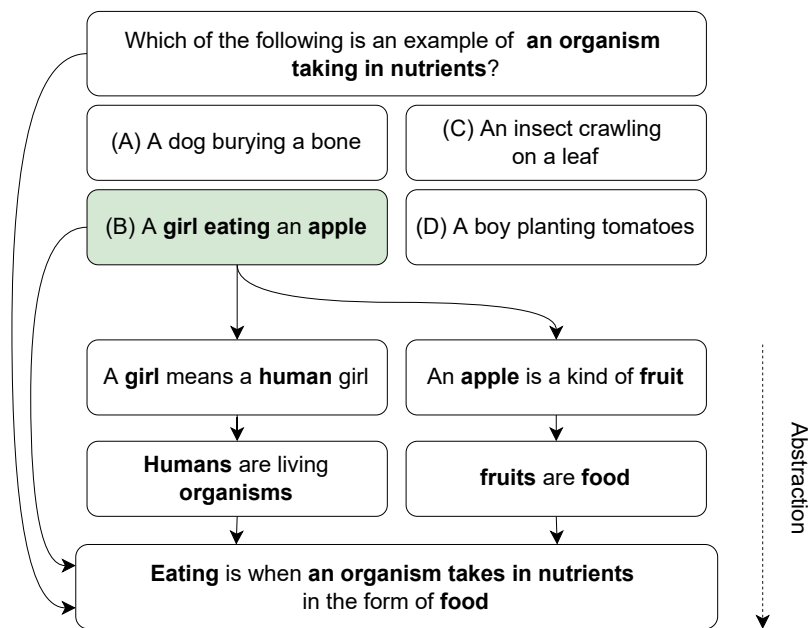 Which of the following is an example of an organism
taking in nutrients?
(A) A dog burying a bone
(C) An insect crawling
on a leaf
(B) A girl eating an apple
(D) A boy planting tomatoes
A girl means a human girl
An apple is a kind of fruit
Humans are living
organisms
fruits are food
Eating is when an organism takes in nutrients
in the form of food
Abstraction